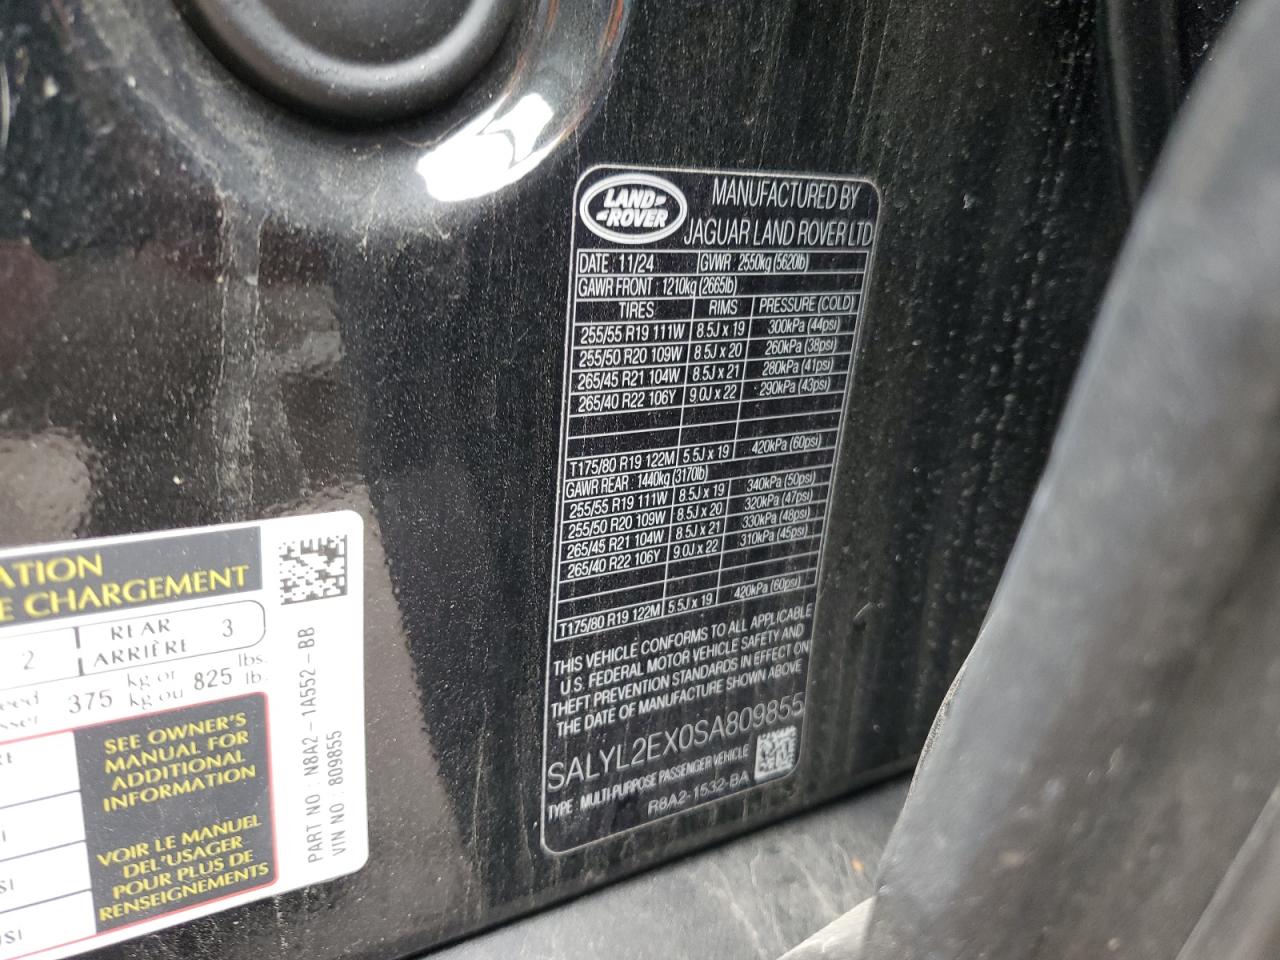 LAND-
-ROVER
MANUFACTURED BY
JAGUAR LAND ROVER LTD
DATE : 11/24 GVWR : 2550kg (5620lb)
GAWR FRONT : 1210kg (2665lb)
TIRES RIMS PRESSURE (COLD)
255/55 R19 111W 8.5J x 19 300kPa (44psi)
255/50 R20 109W 8.5J x 20 260kPa (38psi)
265/45 R21 104W 8.5J x 21 280kPa (41psi)
265/40 R22 106Y 9.0J x 22 290kPa (43psi)
T175/80 R19 122M 5.5J x 19 420kPa (60psi)
GAWR REAR : 1440kg (3170lb)
255/55 R19 111W 8.5J x 19 340kPa (50psi)
255/50 R20 109W 8.5J x 20 320kPa (47psi)
265/45 R21 104W 8.5J x 21 330kPa (48psi)
265/40 R22 106Y 9.0J x 22 310kPa (45psi)
T175/80 R19 122M 5.5J x 19 420kPa (60psi)
THIS VEHICLE CONFORMS TO ALL APPLICABLE
U.S. FEDERAL MOTOR VEHICLE SAFETY AND
THEFT PREVENTION STANDARDS IN EFFECT ON
THE DATE OF MANUFACTURE SHOWN ABOVE
SALYL2EX0SA809855
TYPE : MULTI-PURPOSE PASSENGER VEHICLE
R8A2-1532-BA
ATION
E CHARGEMENT
2 REAR 3
ARRIÈRE
375 kg or 825 lbs.
kg ou lb.
SEE OWNER'S
MANUAL FOR
ADDITIONAL
INFORMATION
VOIR LE MANUEL
DEL'USAGER
POUR PLUS DE
RENSEIGNEMENTS
PART NO : N8A2-1A552-BB
VIN NO : 809855